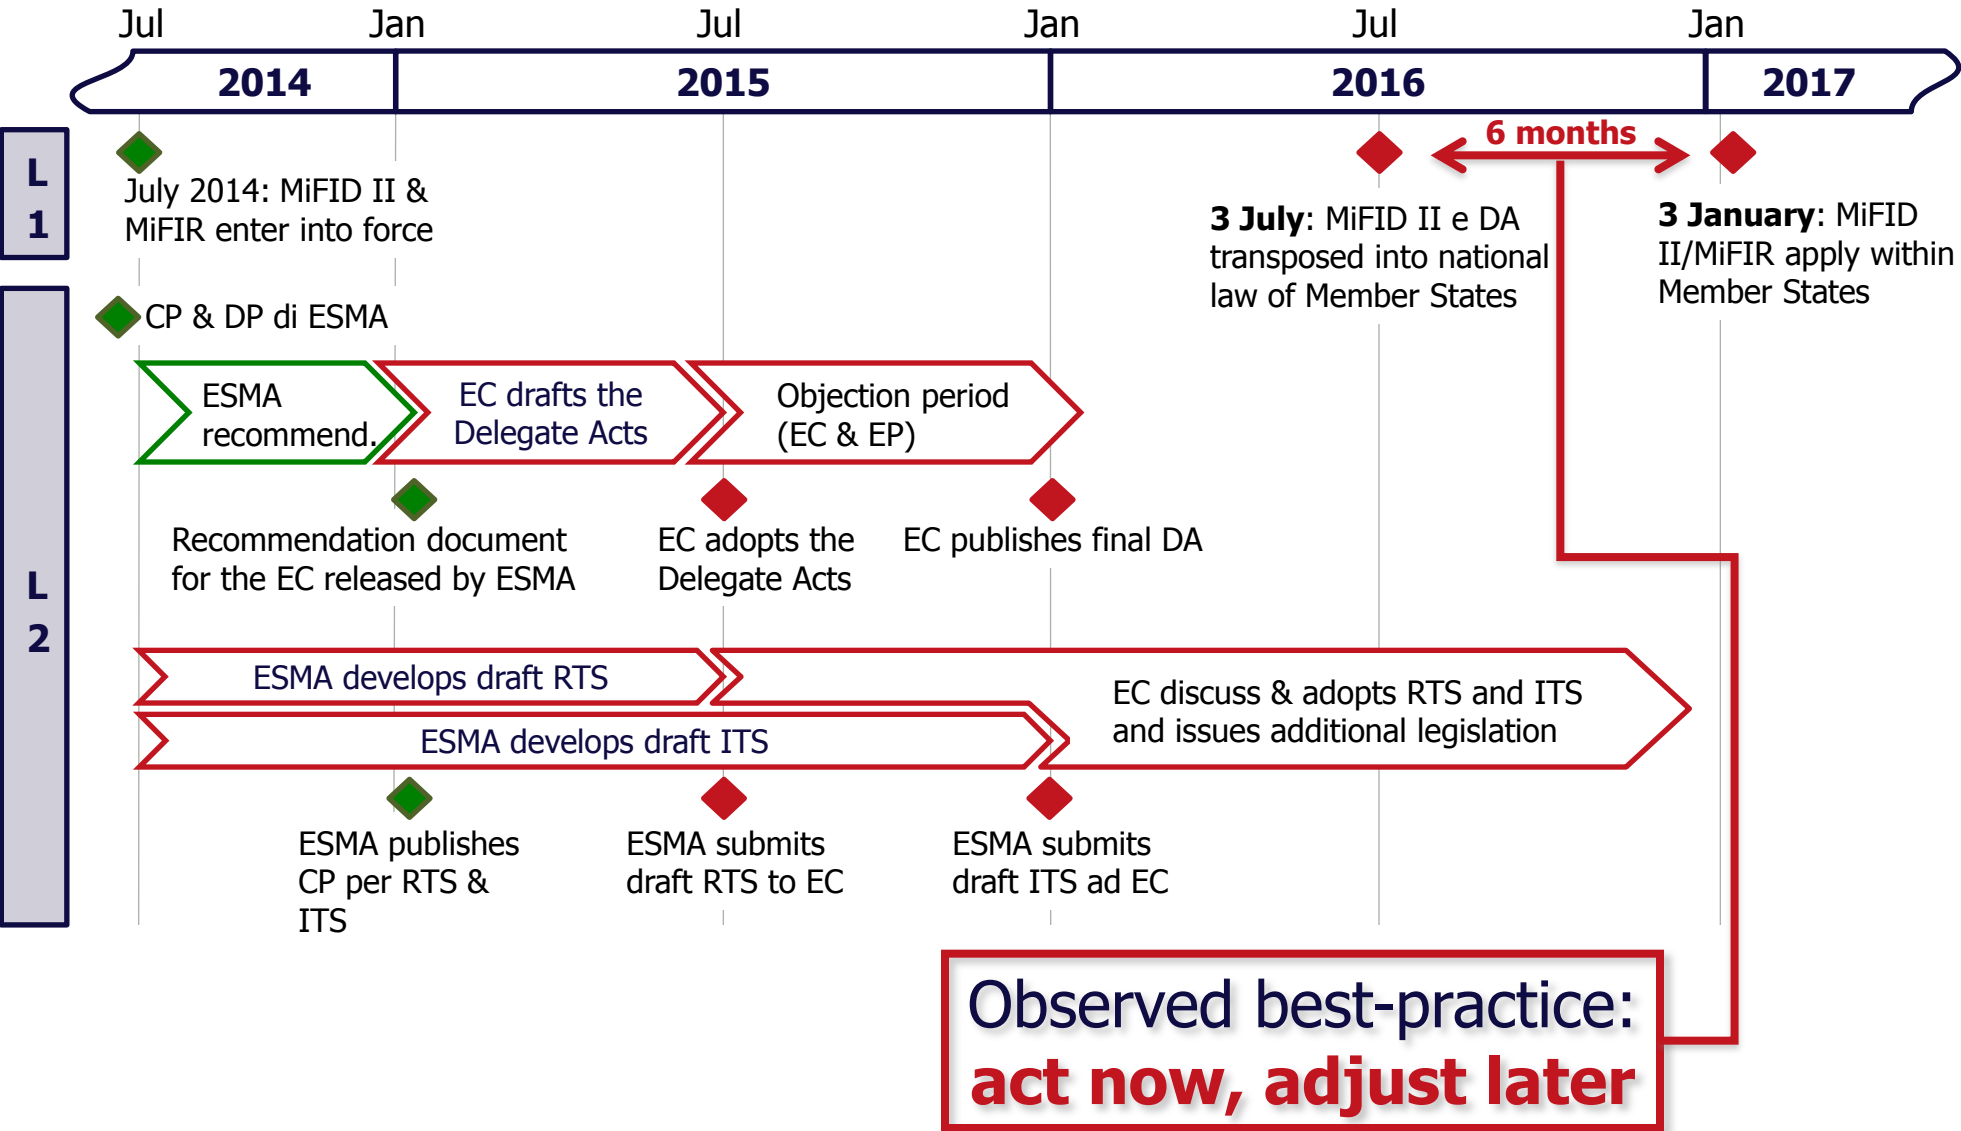 Jul Jan Jul Jan Jul Jan
2014 2015 2016 2017
L
1
July 2014: MiFID II &
MiFIR enter into force
6 months
3 July: MiFID II e DA
transposed into national
law of Member States
3 January: MiFID
II/MiFIR apply within
Member States
L
2
CP & DP di ESMA
ESMA
recommend.
EC drafts the
Delegate Acts
Objection period
(EC & EP)
Recommendation document
for the EC released by ESMA
EC adopts the
Delegate Acts
EC publishes final DA
ESMA develops draft RTS
ESMA develops draft ITS
EC discuss & adopts RTS and ITS
and issues additional legislation
ESMA publishes
CP per RTS &
ITS
ESMA submits
draft RTS to EC
ESMA submits
draft ITS ad EC
Observed best-practice:
act now, adjust later